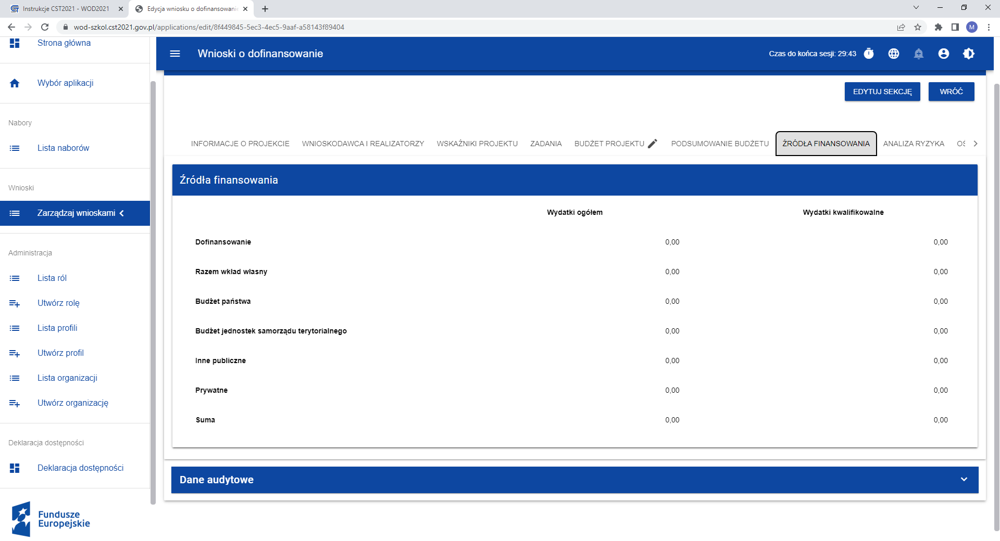 Instrukcje CST2021 - WOD2021
Edycja wniosku o dofinansowanie
wod-szkol.cst2021.gov.pl/applications/edit/8f449845-5ec3-4ec5-9aaf-a58143f89404
M
Strona główna
Wybór aplikacji
Nabory
Lista naborów
Wnioski
Zarządzaj wnioskami
Administracja
Lista ról
Utwórz rolę
Lista profili
Utwórz profil
Lista organizacji
Utwórz organizację
Deklaracja dostępności
Deklaracja dostępności
Fundusze
Europejskie
Wnioski o dofinansowanie
Czas do końca sesji: 29:43
EDYTUJ SEKCJĘ WRÓĆ
INFORMACJE O PROJEKCIE WNIOSKODAWCA I REALIZATORZY WSKAŹNIKI PROJEKTU ZADANIA BUDŻET PROJEKTU PODSUMOWANIE BUDŻETU ŹRÓDŁA FINANSOWANIA ANALIZA RYZYKA
Źródła finansowania
Wydatki ogółem Wydatki kwalifikowalne
Dofinansowanie 0,00 0,00
Razem wkład własny 0,00 0,00
Budżet państwa 0,00 0,00
Budżet jednostek samorządu terytorialnego 0,00 0,00
Inne publiczne 0,00 0,00
Prywatne 0,00 0,00
Suma 0,00 0,00
Dane audytowe